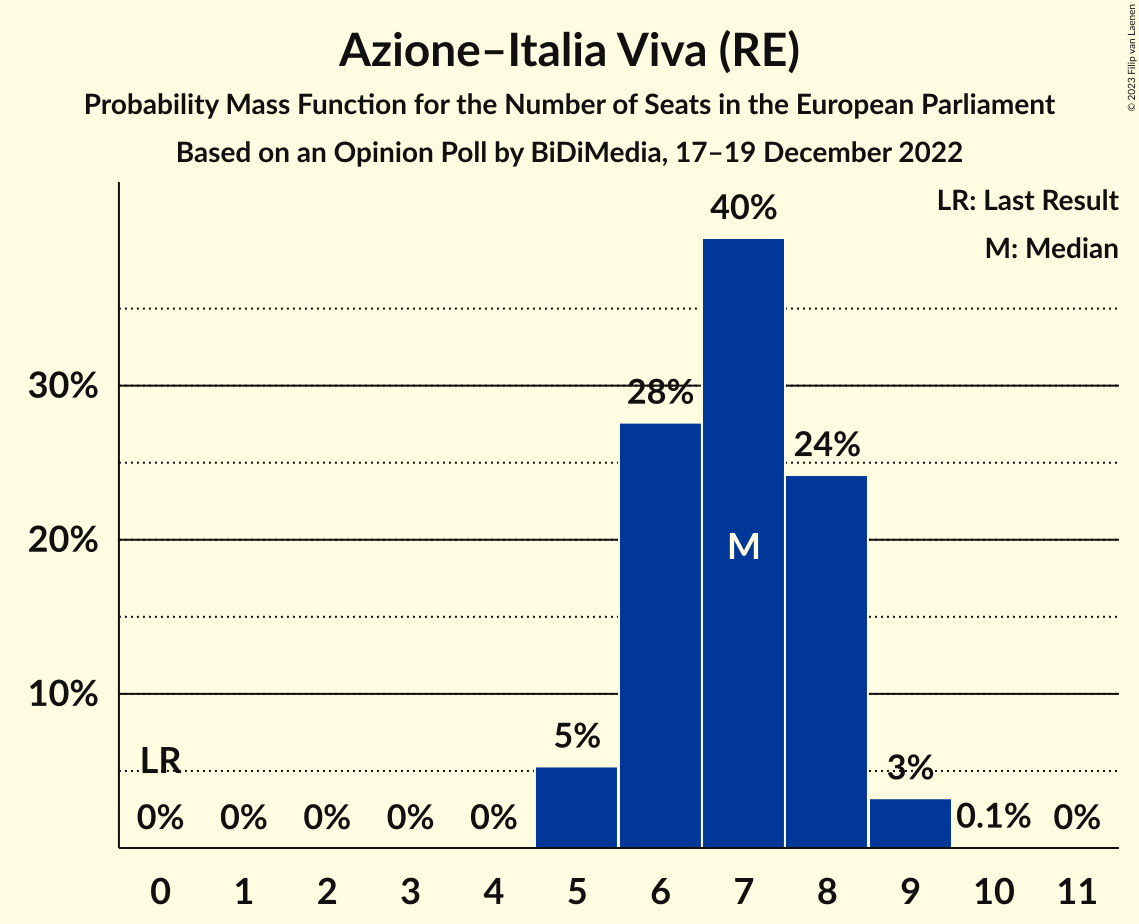 Azione–Italia Viva (RE)
Probability Mass Function for the Number of Seats in the European Parliament
Based on an Opinion Poll by BiDiMedia, 17–19 December 2022
© 2023 Filip van Laenen
LR: Last Result
M: Median
40%
30%
28%
24%
20%
M
10%
5%
LR
3%
0% 0% 0% 0% 0% 0.1% 0%
0 1 2 3 4 5 6 7 8 9 10 11